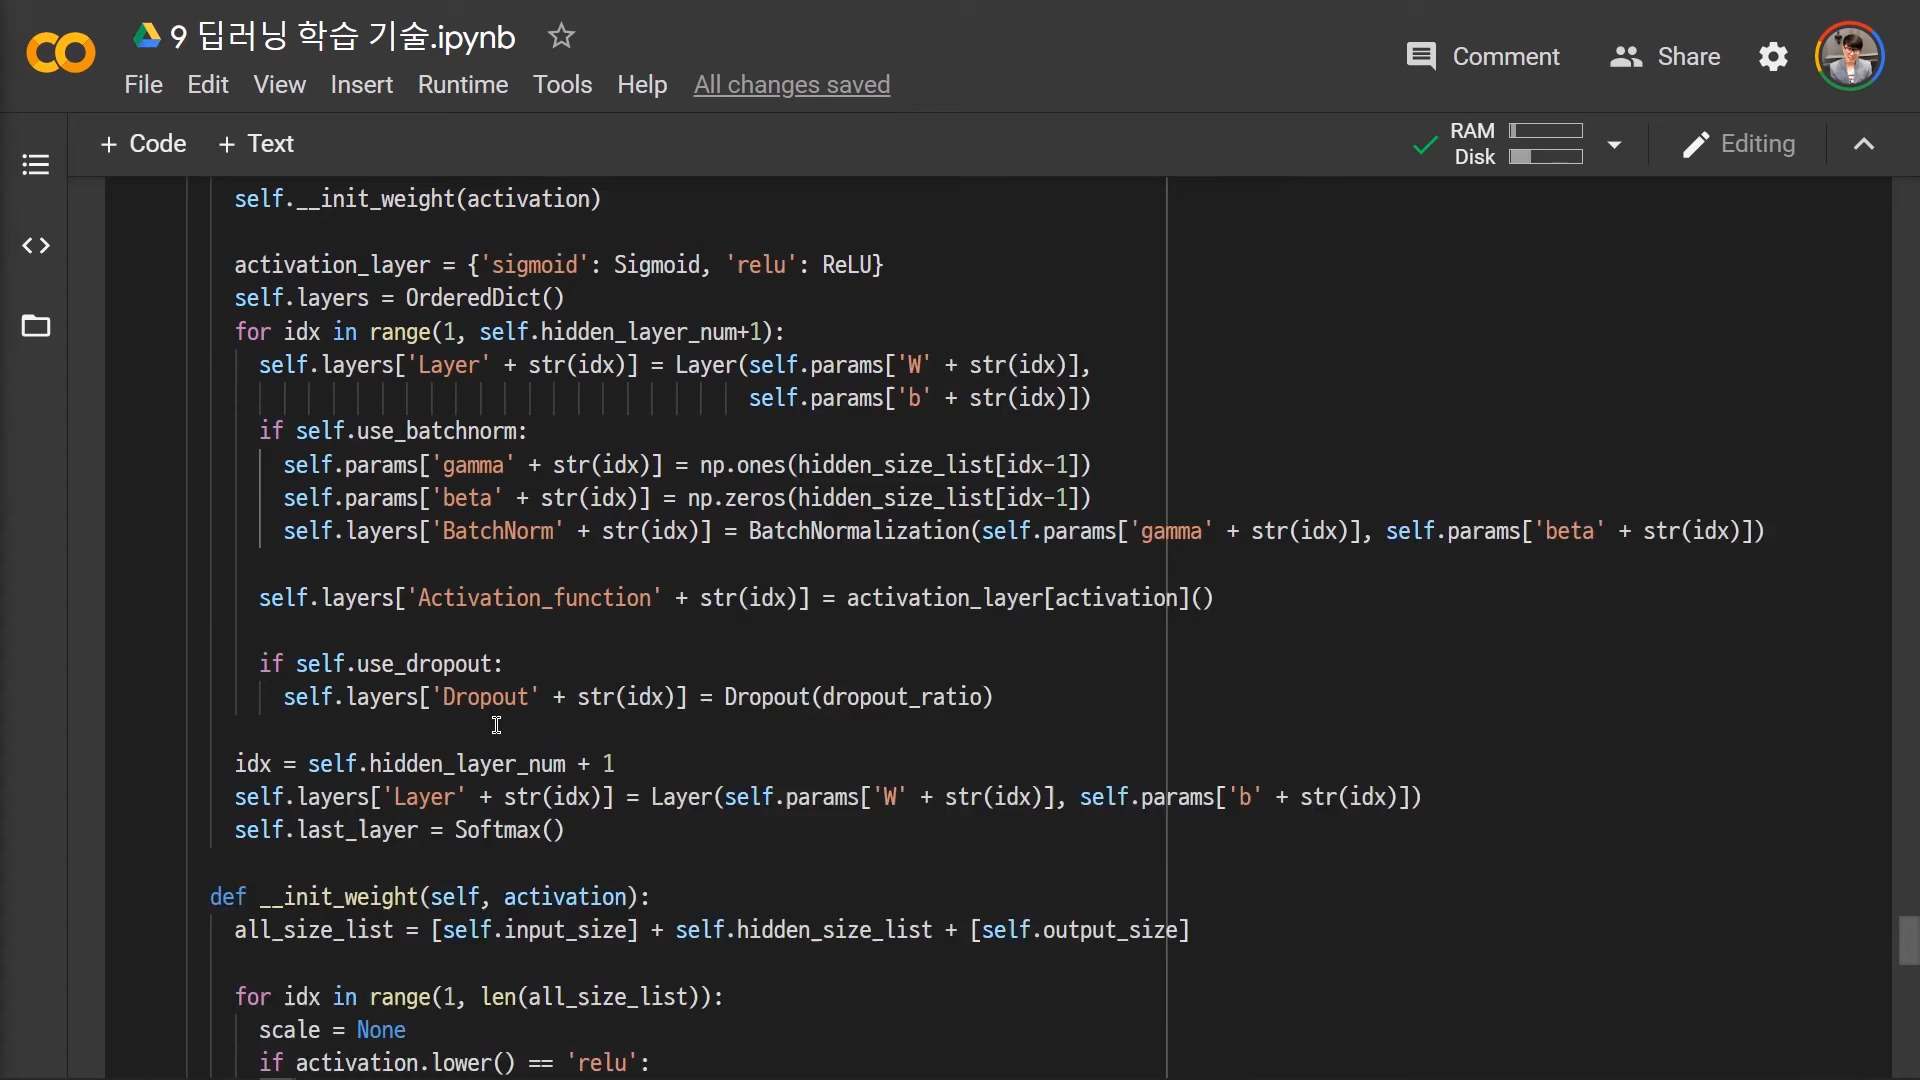 9 딥러닝 학습 기술.ipynb
Comment
Share
File Edit View Insert Runtime Tools Help All changes saved
+ Code + Text
RAM
Disk
Editing
self.__init_weight(activation)
activation_layer = {'sigmoid': Sigmoid, 'relu': ReLU}
self.layers = OrderedDict()
for idx in range(1, self.hidden_layer_num+1):
self.layers['Layer' + str(idx)] = Layer(self.params['W' + str(idx)],
self.params['b' + str(idx)])
if self.use_batchnorm:
self.params['gamma' + str(idx)] = np.ones(hidden_size_list[idx-1])
self.params['beta' + str(idx)] = np.zeros(hidden_size_list[idx-1])
self.layers['BatchNorm' + str(idx)] = BatchNormalization(self.params['gamma' + str(idx)], self.params['beta' + str(idx)])
self.layers['Activation_function' + str(idx)] = activation_layer[activation]()
if self.use_dropout:
self.layers['Dropout' + str(idx)] = Dropout(dropout_ratio)
idx = self.hidden_layer_num + 1
self.layers['Layer' + str(idx)] = Layer(self.params['W' + str(idx)], self.params['b' + str(idx)])
self.last_layer = Softmax()
def __init_weight(self, activation):
all_size_list = [self.input_size] + self.hidden_size_list + [self.output_size]
for idx in range(1, len(all_size_list)):
scale = None
if activation.lower() == 'relu':